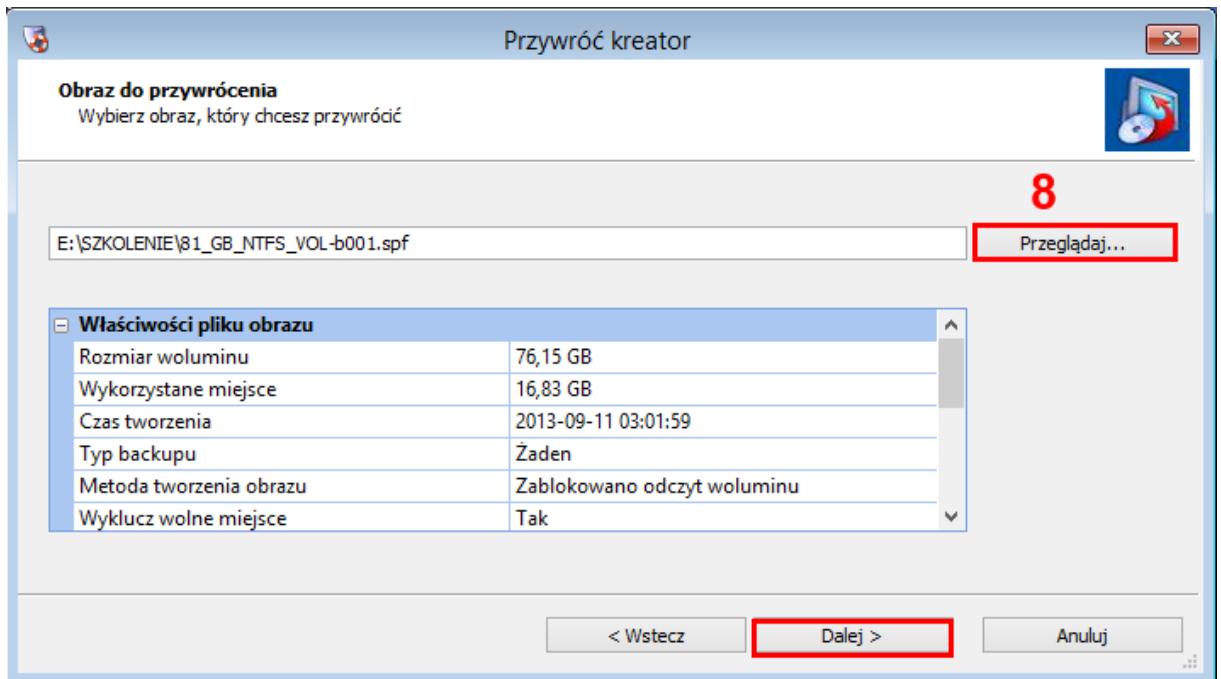 Przywróć kreator
Obraz do przywrócenia
Wybierz obraz, który chcesz przywrócić
8
E:\SZKOLENIE\81_GB_NTFS_VOL-b001.spf
Przeglądaj...
Właściwości pliku obrazu
Rozmiar woluminu 76,15 GB
Wykorzystane miejsce 16,83 GB
Czas tworzenia 2013-09-11 03:01:59
Typ backupu Żaden
Metoda tworzenia obrazu Zablokowano odczyt woluminu
Wyklucz wolne miejsce Tak
< Wstecz Dalej > Anuluj